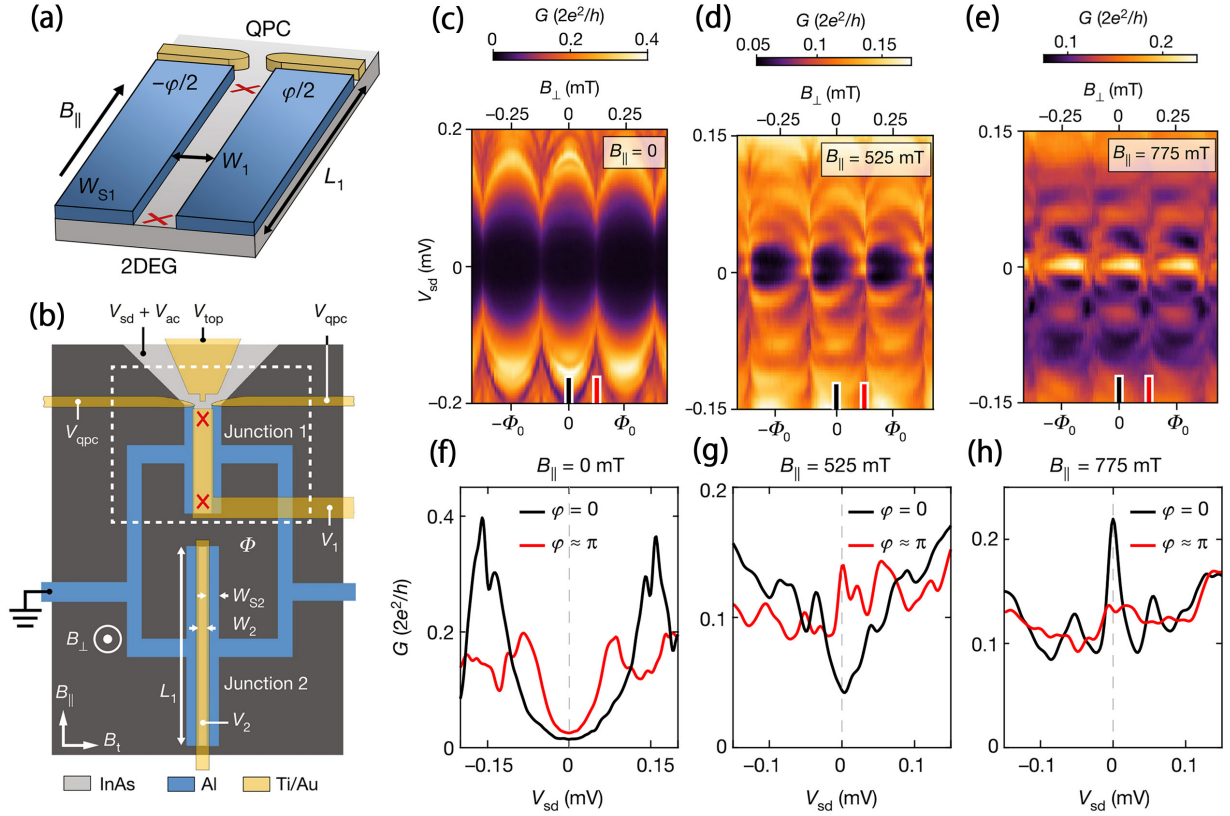 (a)
QPC
−φ/2
φ/2
B∥
W1
WS1
L1
2DEG
(b)
Vsd + Vac
Vtop
Vqpc
Vqpc
Junction 1
V1
Φ
WS2
W2
B⊥
L1
Junction 2
B∥
V2
Bt
InAs
Al
Ti/Au
(c)
G (2e²/h)
0
0.2
0.4
B⊥ (mT)
−0.25
0
0.25
B∥ = 0
0.2
0
−0.2
Vsd (mV)
−Φ0
0
Φ0
(d)
G (2e²/h)
0.05
0.1
0.15
B⊥ (mT)
−0.25
0
0.25
B∥ = 525 mT
0.15
0
−0.15
−Φ0
0
Φ0
(e)
G (2e²/h)
0.1
0.2
B⊥ (mT)
−0.25
0
0.25
B∥ = 775 mT
0.15
0
−0.15
−Φ0
0
Φ0
(f)
B∥ = 0 mT
φ = 0
φ ≈ π
0.4
0.2
0
G (2e²/h)
−0.15
0
0.15
Vsd (mV)
(g)
B∥ = 525 mT
φ = 0
φ ≈ π
0.2
0.1
0
−0.1
0
0.1
Vsd (mV)
(h)
B∥ = 775 mT
φ = 0
φ ≈ π
0.2
0.1
0
−0.1
0
0.1
Vsd (mV)